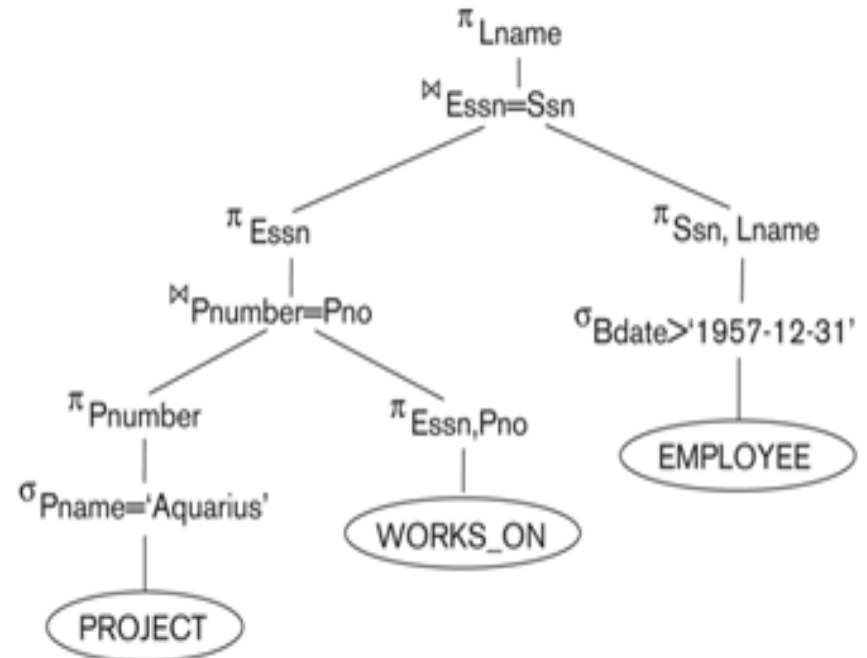 π Lname
⋈ Essn=Ssn
π Essn
π Ssn, Lname
⋈ Pnumber=Pno
σ Bdate>‘1957-12-31’
π Pnumber
π Essn,Pno
EMPLOYEE
σ Pname=‘Aquarius’
WORKS_ON
PROJECT